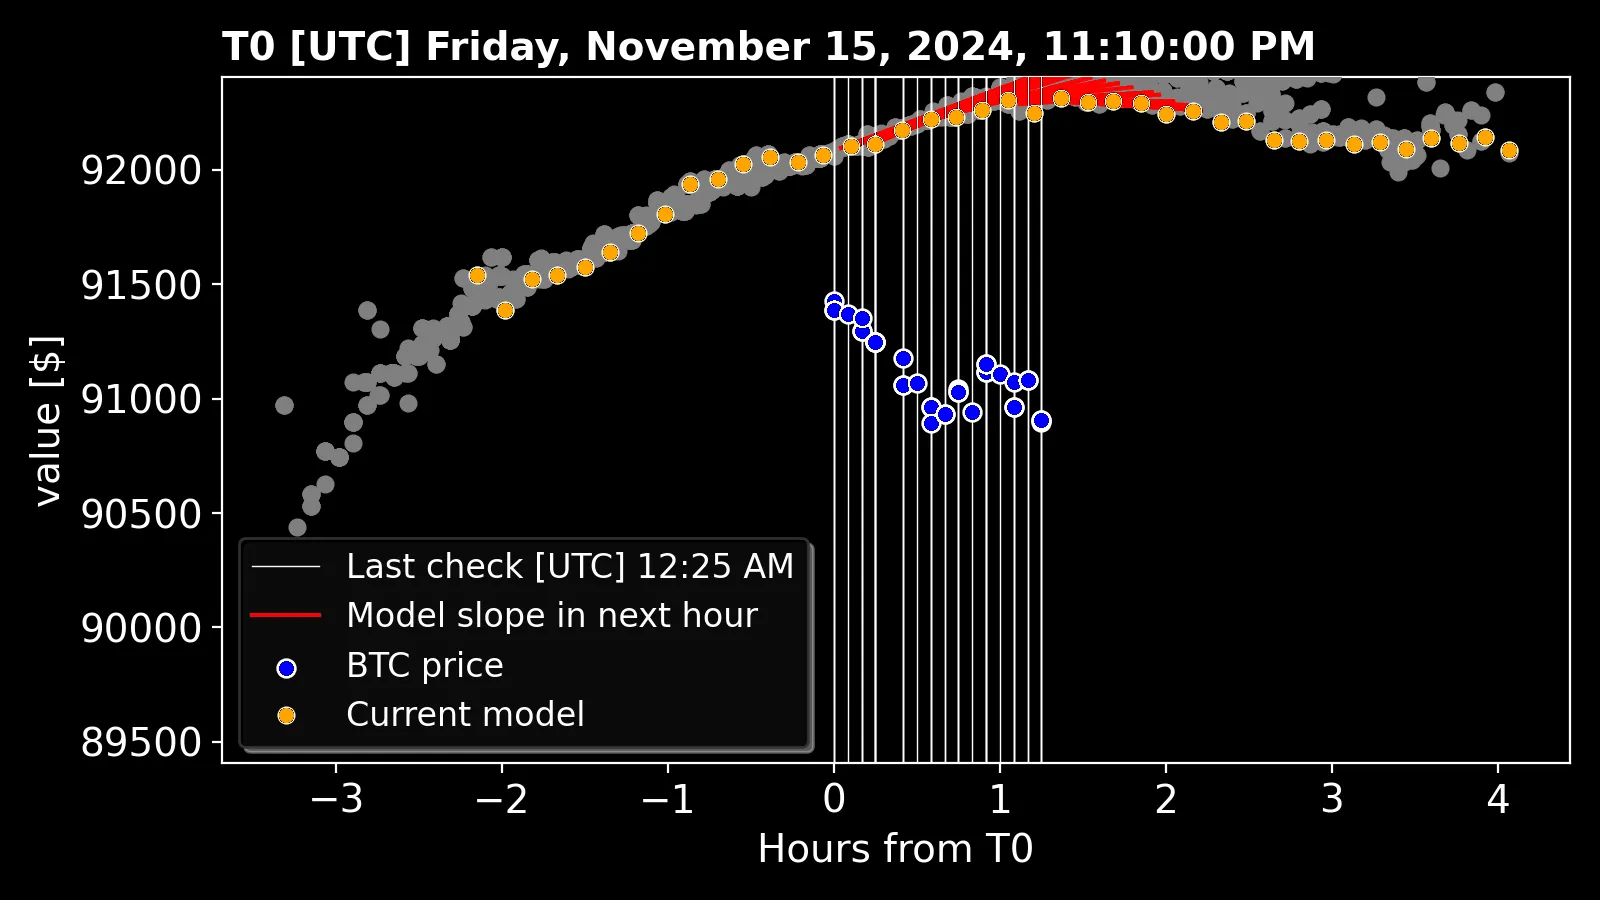 T0 [UTC] Friday, November 15, 2024, 11:10:00 PM
value [$]
92000
91500
91000
90500
90000
89500
Last check [UTC] 12:25 AM
Model slope in next hour
BTC price
Current model
−3 −2 −1 0 1 2 3 4
Hours from T0